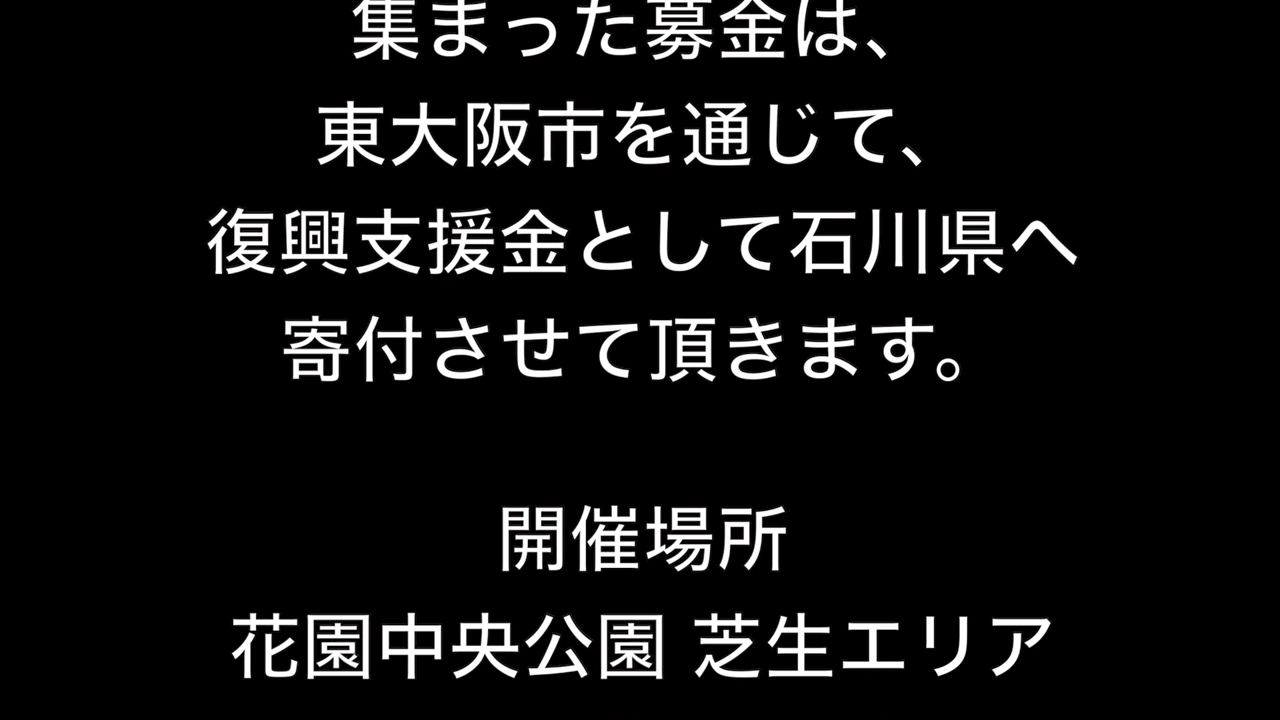 集まった募金は、
東大阪市を通じて、
復興支援金として石川県へ
寄付させて頂きます。
開催場所
花園中央公園 芝生エリア